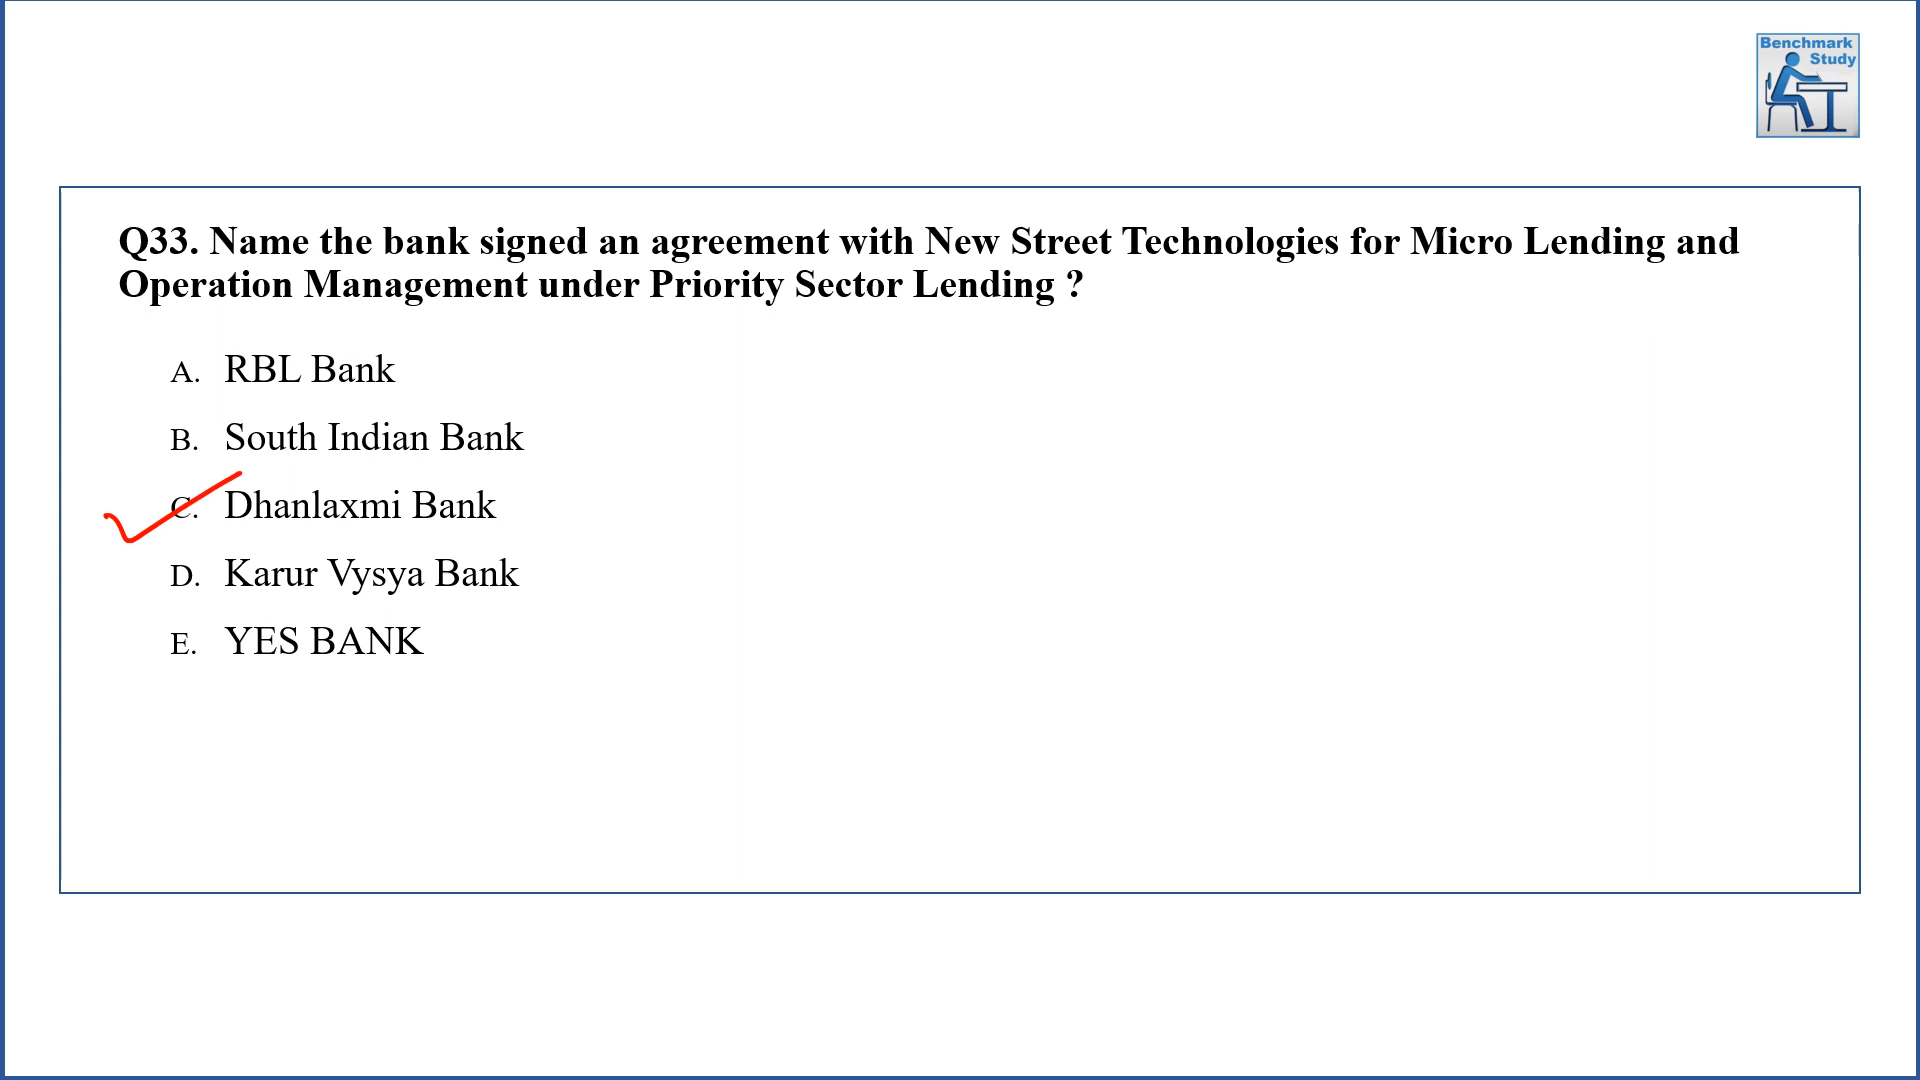 Benchmark
Study
Q33. Name the bank signed an agreement with New Street Technologies for Micro Lending and
Operation Management under Priority Sector Lending ?
A. RBL Bank
B. South Indian Bank
C. Dhanlaxmi Bank
D. Karur Vysya Bank
E. YES BANK